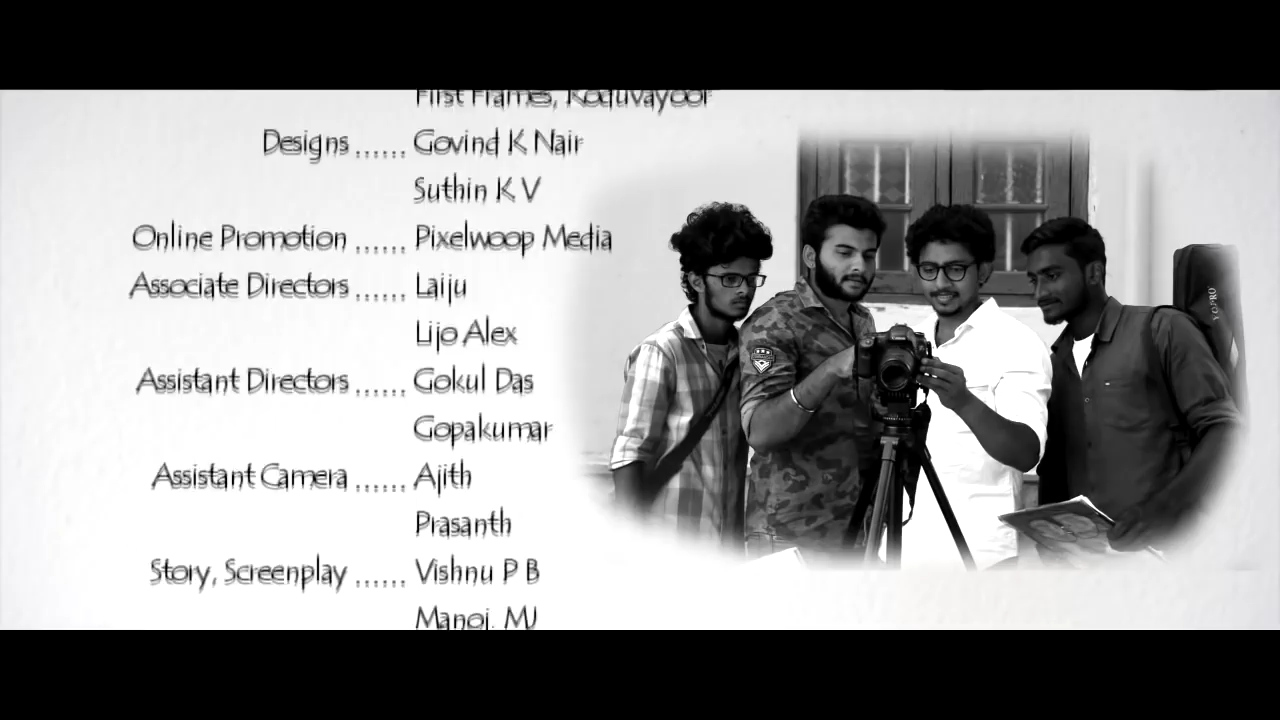 First Frames, Koduvayoor
Designs ...... Govind K Nair
Suthin K V
Online Promotion ...... Pixelwoop Media
Associate Directors ...... Laiju
Lijo Alex
Assistant Directors ...... Gokul Das
Gopakumar
Assistant Camera ...... Ajith
Prasanth
Story, Screenplay ...... Vishnu P B
Manoj. MJ
YOPRO